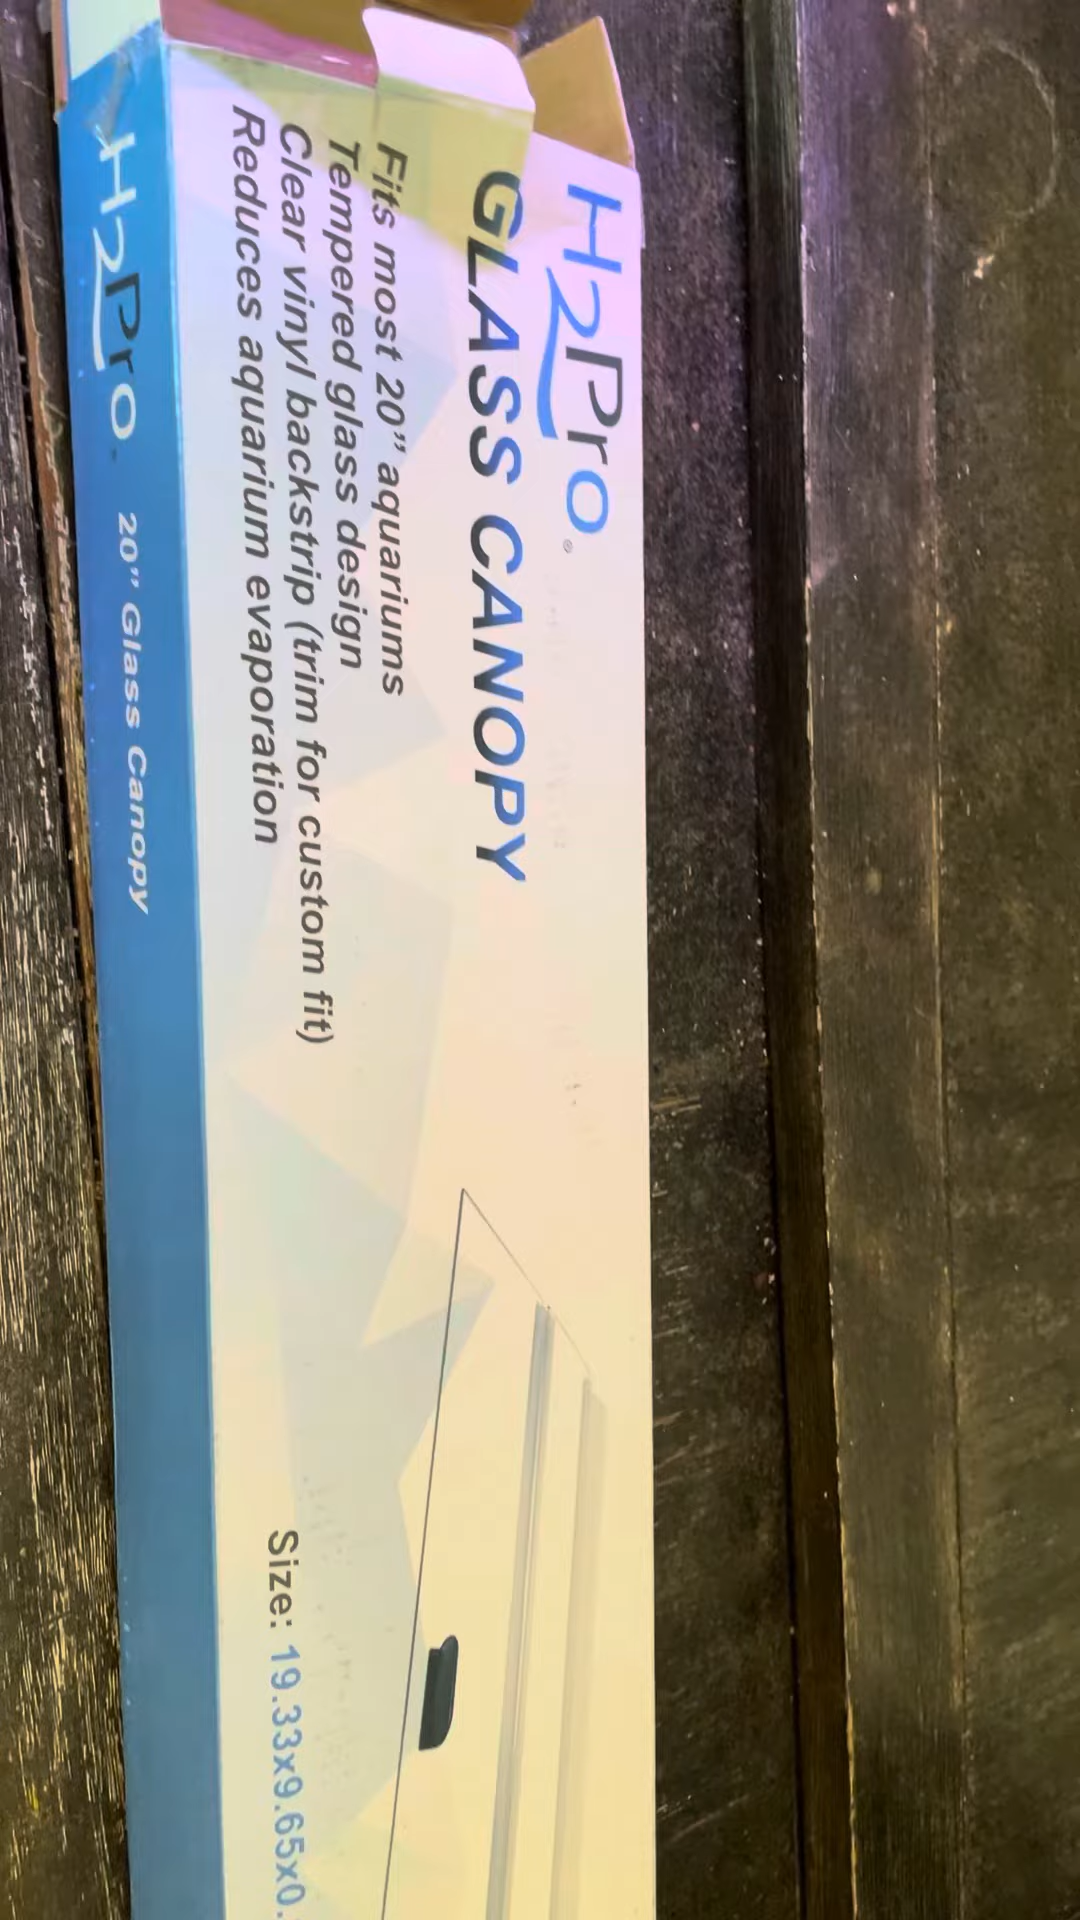 H2Pro®
GLASS CANOPY
Fits most 20” aquariums
Tempered glass design
Clear vinyl backstrip (trim for custom fit)
Reduces aquarium evaporation
Size: 19.33x9.65x0.
H2Pro 20” Glass Canopy